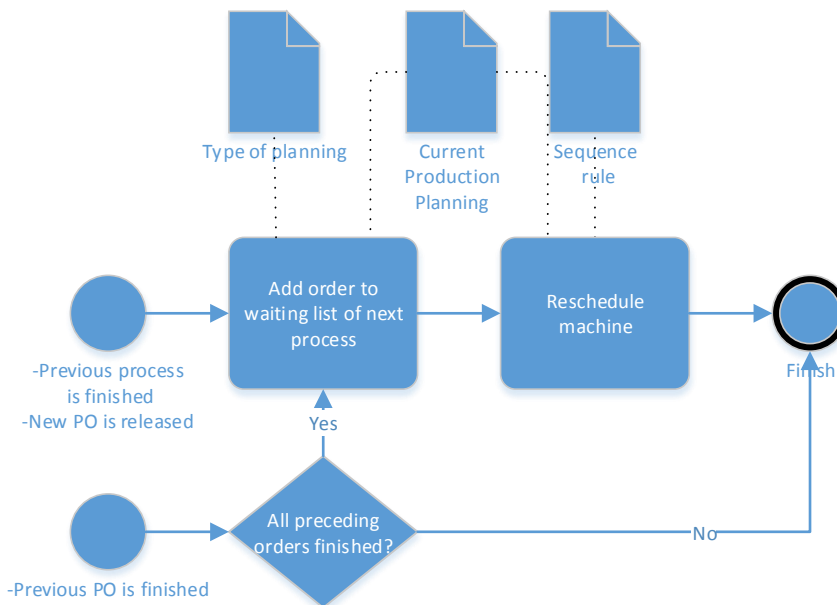 Type of planning
Current
Production
Planning
Sequence
rule
Add order to
waiting list of next
process
Reschedule
machine
-Previous process
is finished
-New PO is released
Finish
Yes
All preceding
orders finished?
No
-Previous PO is finished